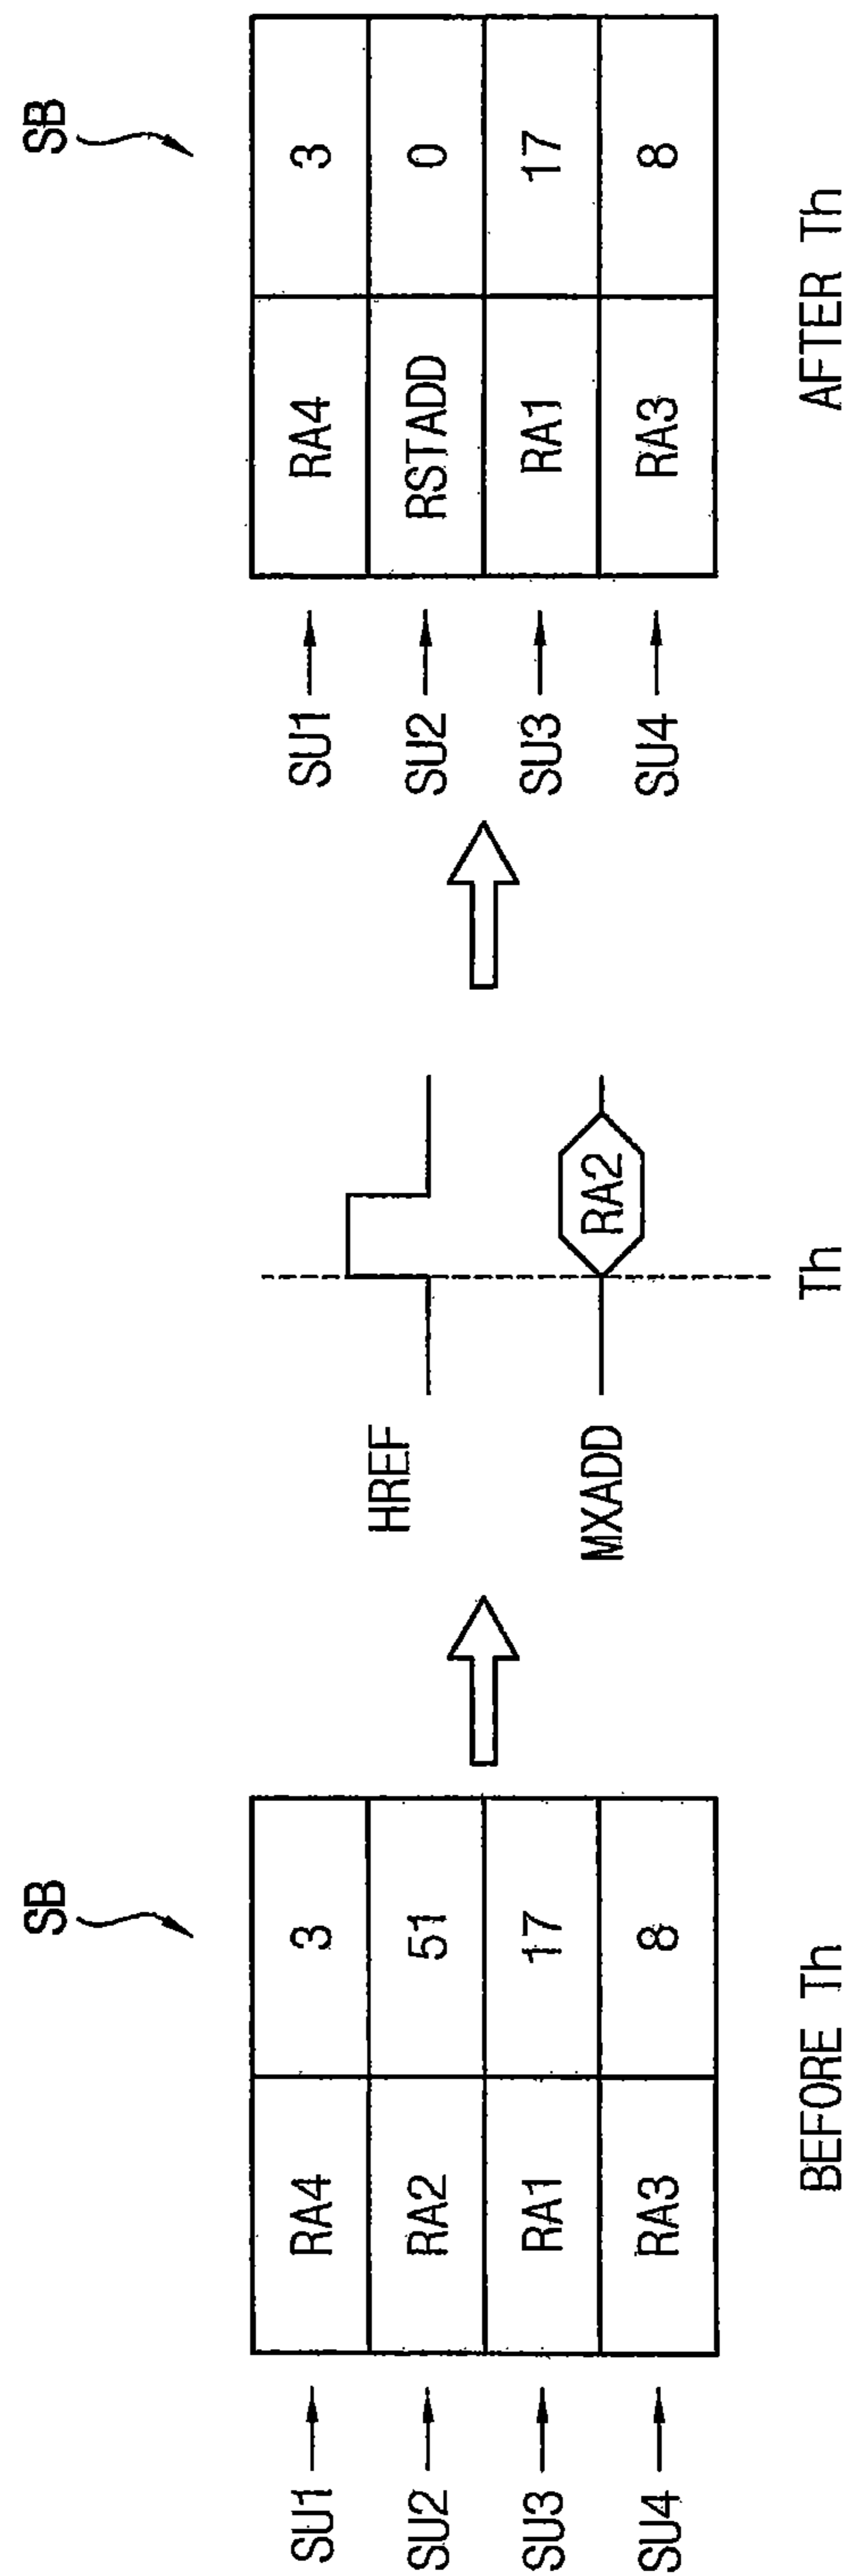 SB
SU1 RA4 3
SU2 RA2 51
SU3 RA1 17
SU4 RA3 8
BEFORE Th
HREF
MXADD RA2
Th
SB
SU1 RA4 3
SU2 RSTADD 0
SU3 RA1 17
SU4 RA3 8
AFTER Th